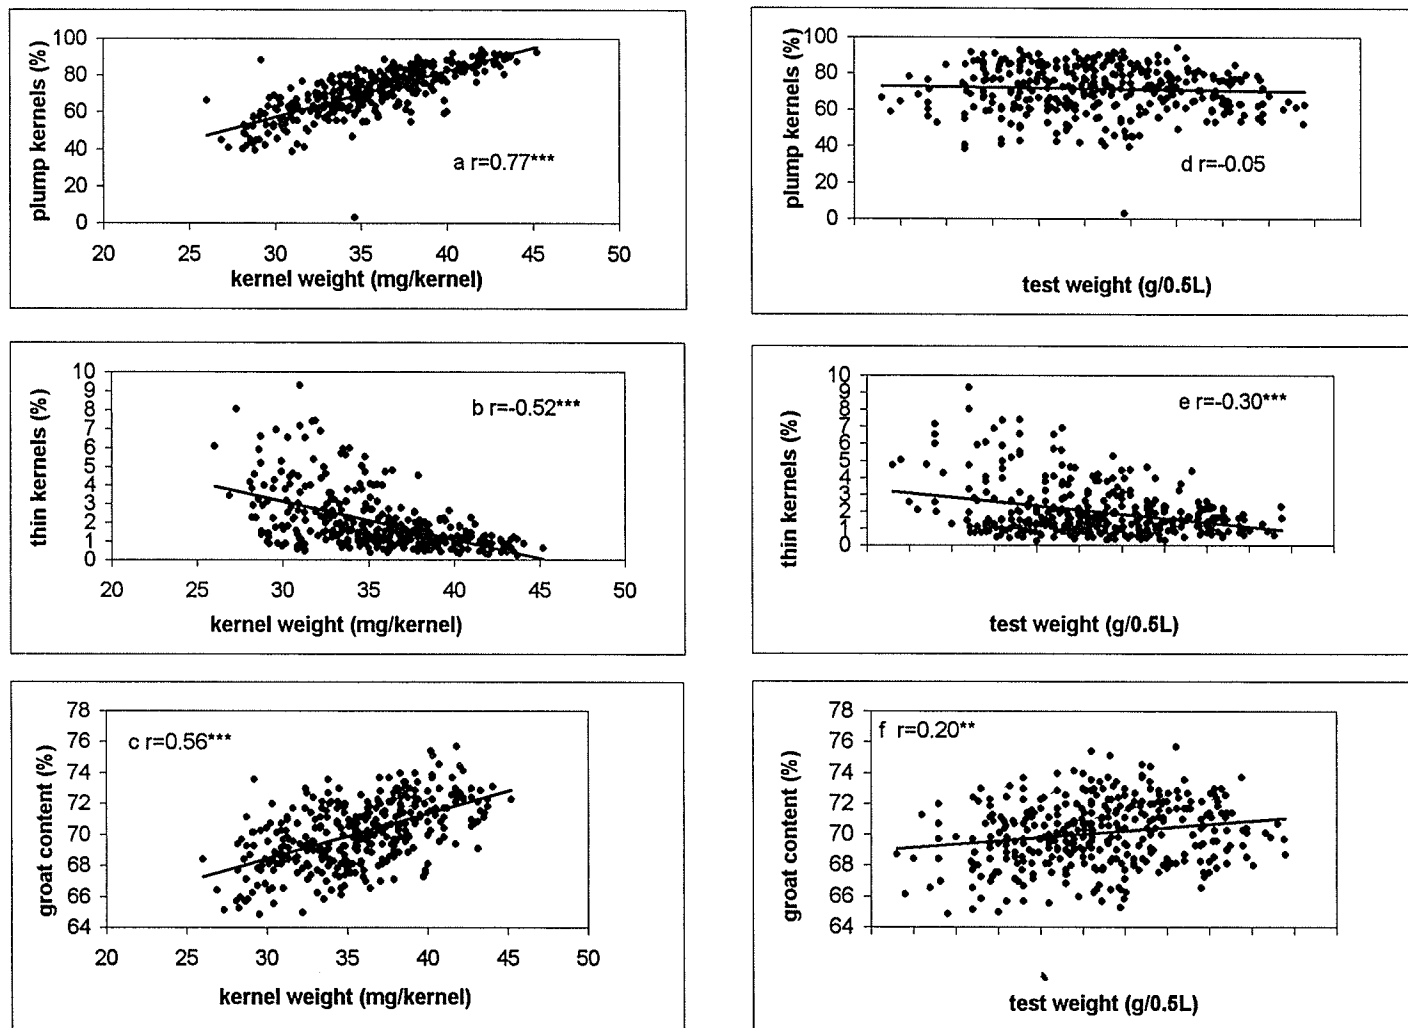 plump kernels (%)
100
80
60
40
20
0
a r=0.77***
20 25 30 35 40 45 50
kernel weight (mg/kernel)
plump kernels (%)
100
80
60
40
20
0
d r=-0.05
test weight (g/0.5L)
thin kernels (%)
10
9
8
7
6
5
4
3
2
1
0
b r=-0.52***
20 25 30 35 40 45 50
kernel weight (mg/kernel)
thin kernels (%)
10
9
8
7
6
5
4
3
2
1
0
e r=-0.30***
test weight (g/0.5L)
groat content (%)
78
76
74
72
70
68
66
64
c r=0.56***
20 25 30 35 40 45 50
kernel weight (mg/kernel)
groat content (%)
78
76
74
72
70
68
66
64
f r=0.20**
test weight (g/0.5L)